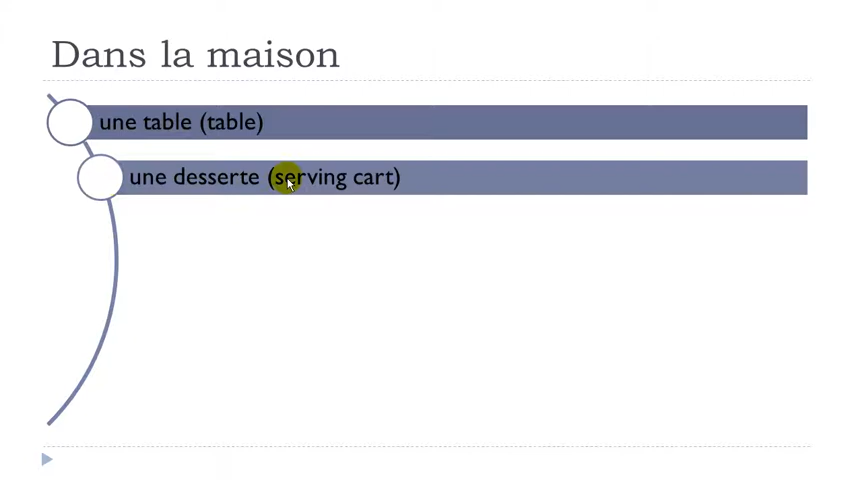 Dans la maison
une table (table)
une desserte (serving cart)